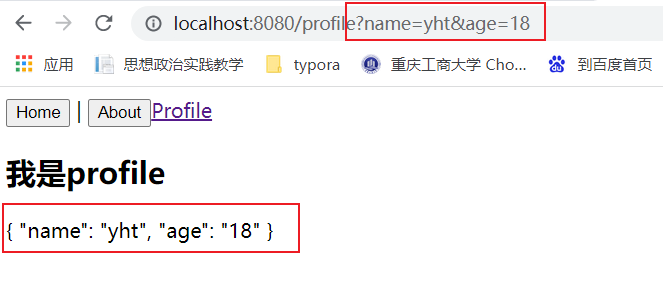 localhost:8080/profile?name=yht&age=18
应用 思想政治实践教学 typora 重庆工商大学 Cho... 到百度首页
Home | About Profile
我是profile
{ "name": "yht", "age": "18" }